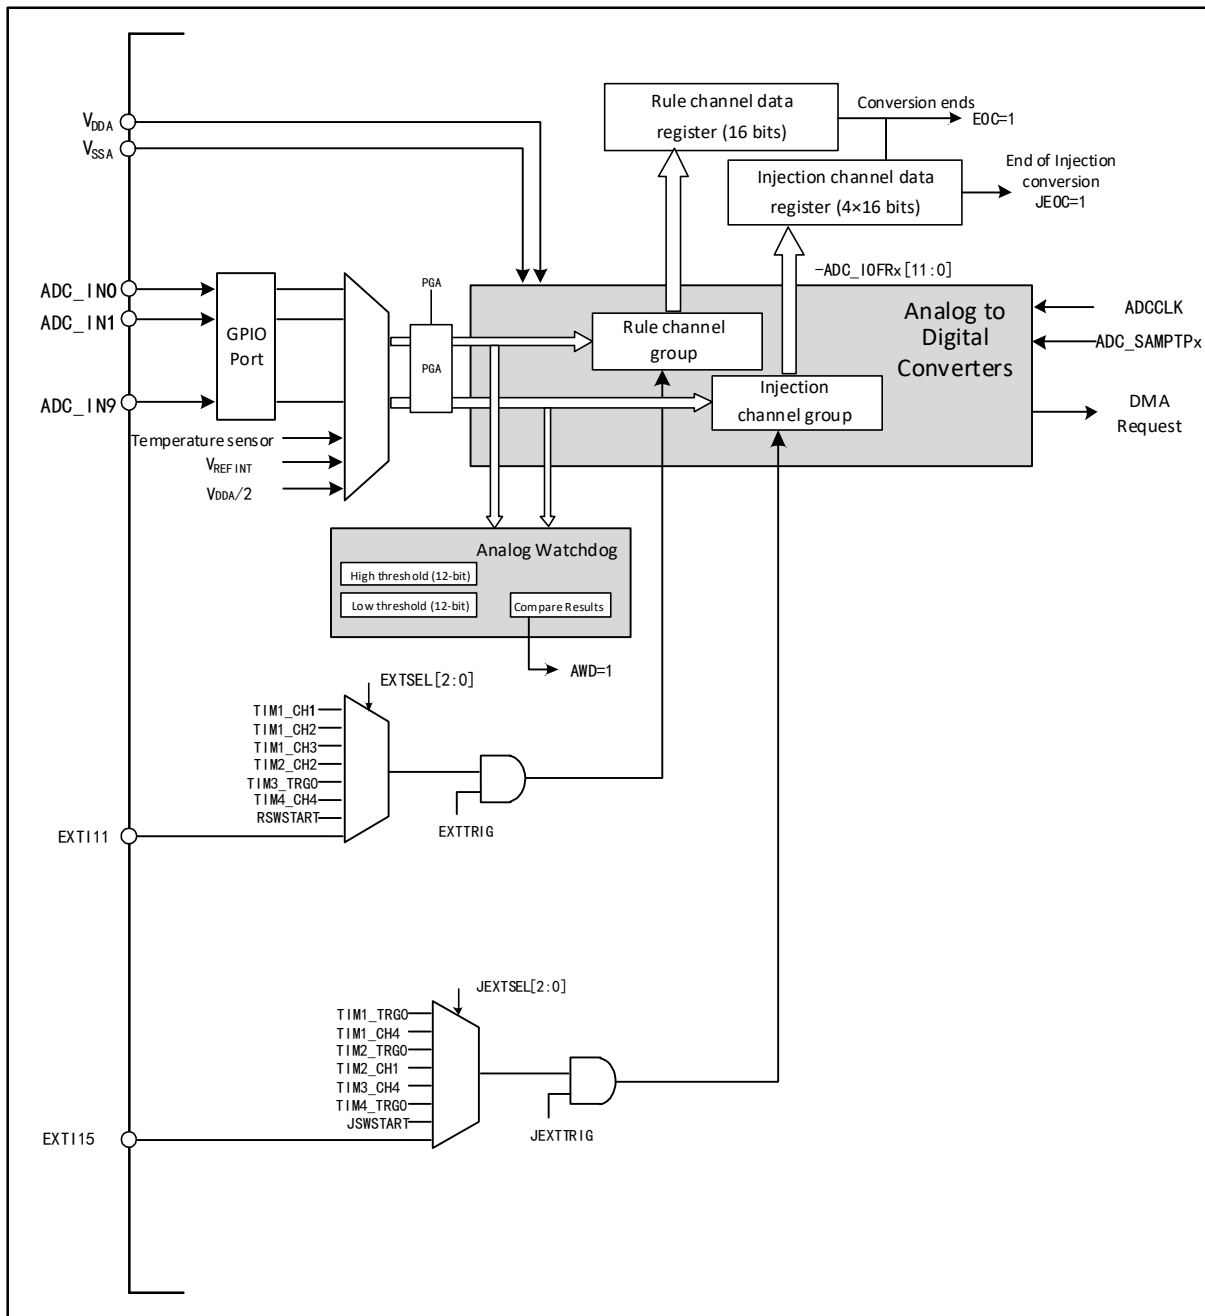 Rule channel data
register (16 bits)
Conversion ends
EOC=1
VDDA
VSSA
Injection channel data
register (4×16 bits)
End of Injection
conversion
JEOC=1
-ADC_IOFRx[11:0]
ADC_IN0
ADC_IN1
ADC_IN9
GPIO
Port
PGA
PGA
Rule channel
group
Injection
channel group
Analog to
Digital
Converters
ADCCLK
ADC_SAMPTPx
DMA
Request
Temperature sensor
VREFINT
VDDA/2
Analog Watchdog
High threshold (12-bit)
Low threshold (12-bit)
Compare Results
AWD=1
EXTSEL[2:0]
TIM1_CH1
TIM1_CH2
TIM1_CH3
TIM2_CH2
TIM3_TRGO
TIM4_CH4
RSWSTART
EXTI11
EXTTRIG
JEXTSEL[2:0]
TIM1_TRGO
TIM1_CH4
TIM2_TRGO
TIM2_CH1
TIM3_CH4
TIM4_TRGO
JSWSTART
EXTI15
JEXTTRIG